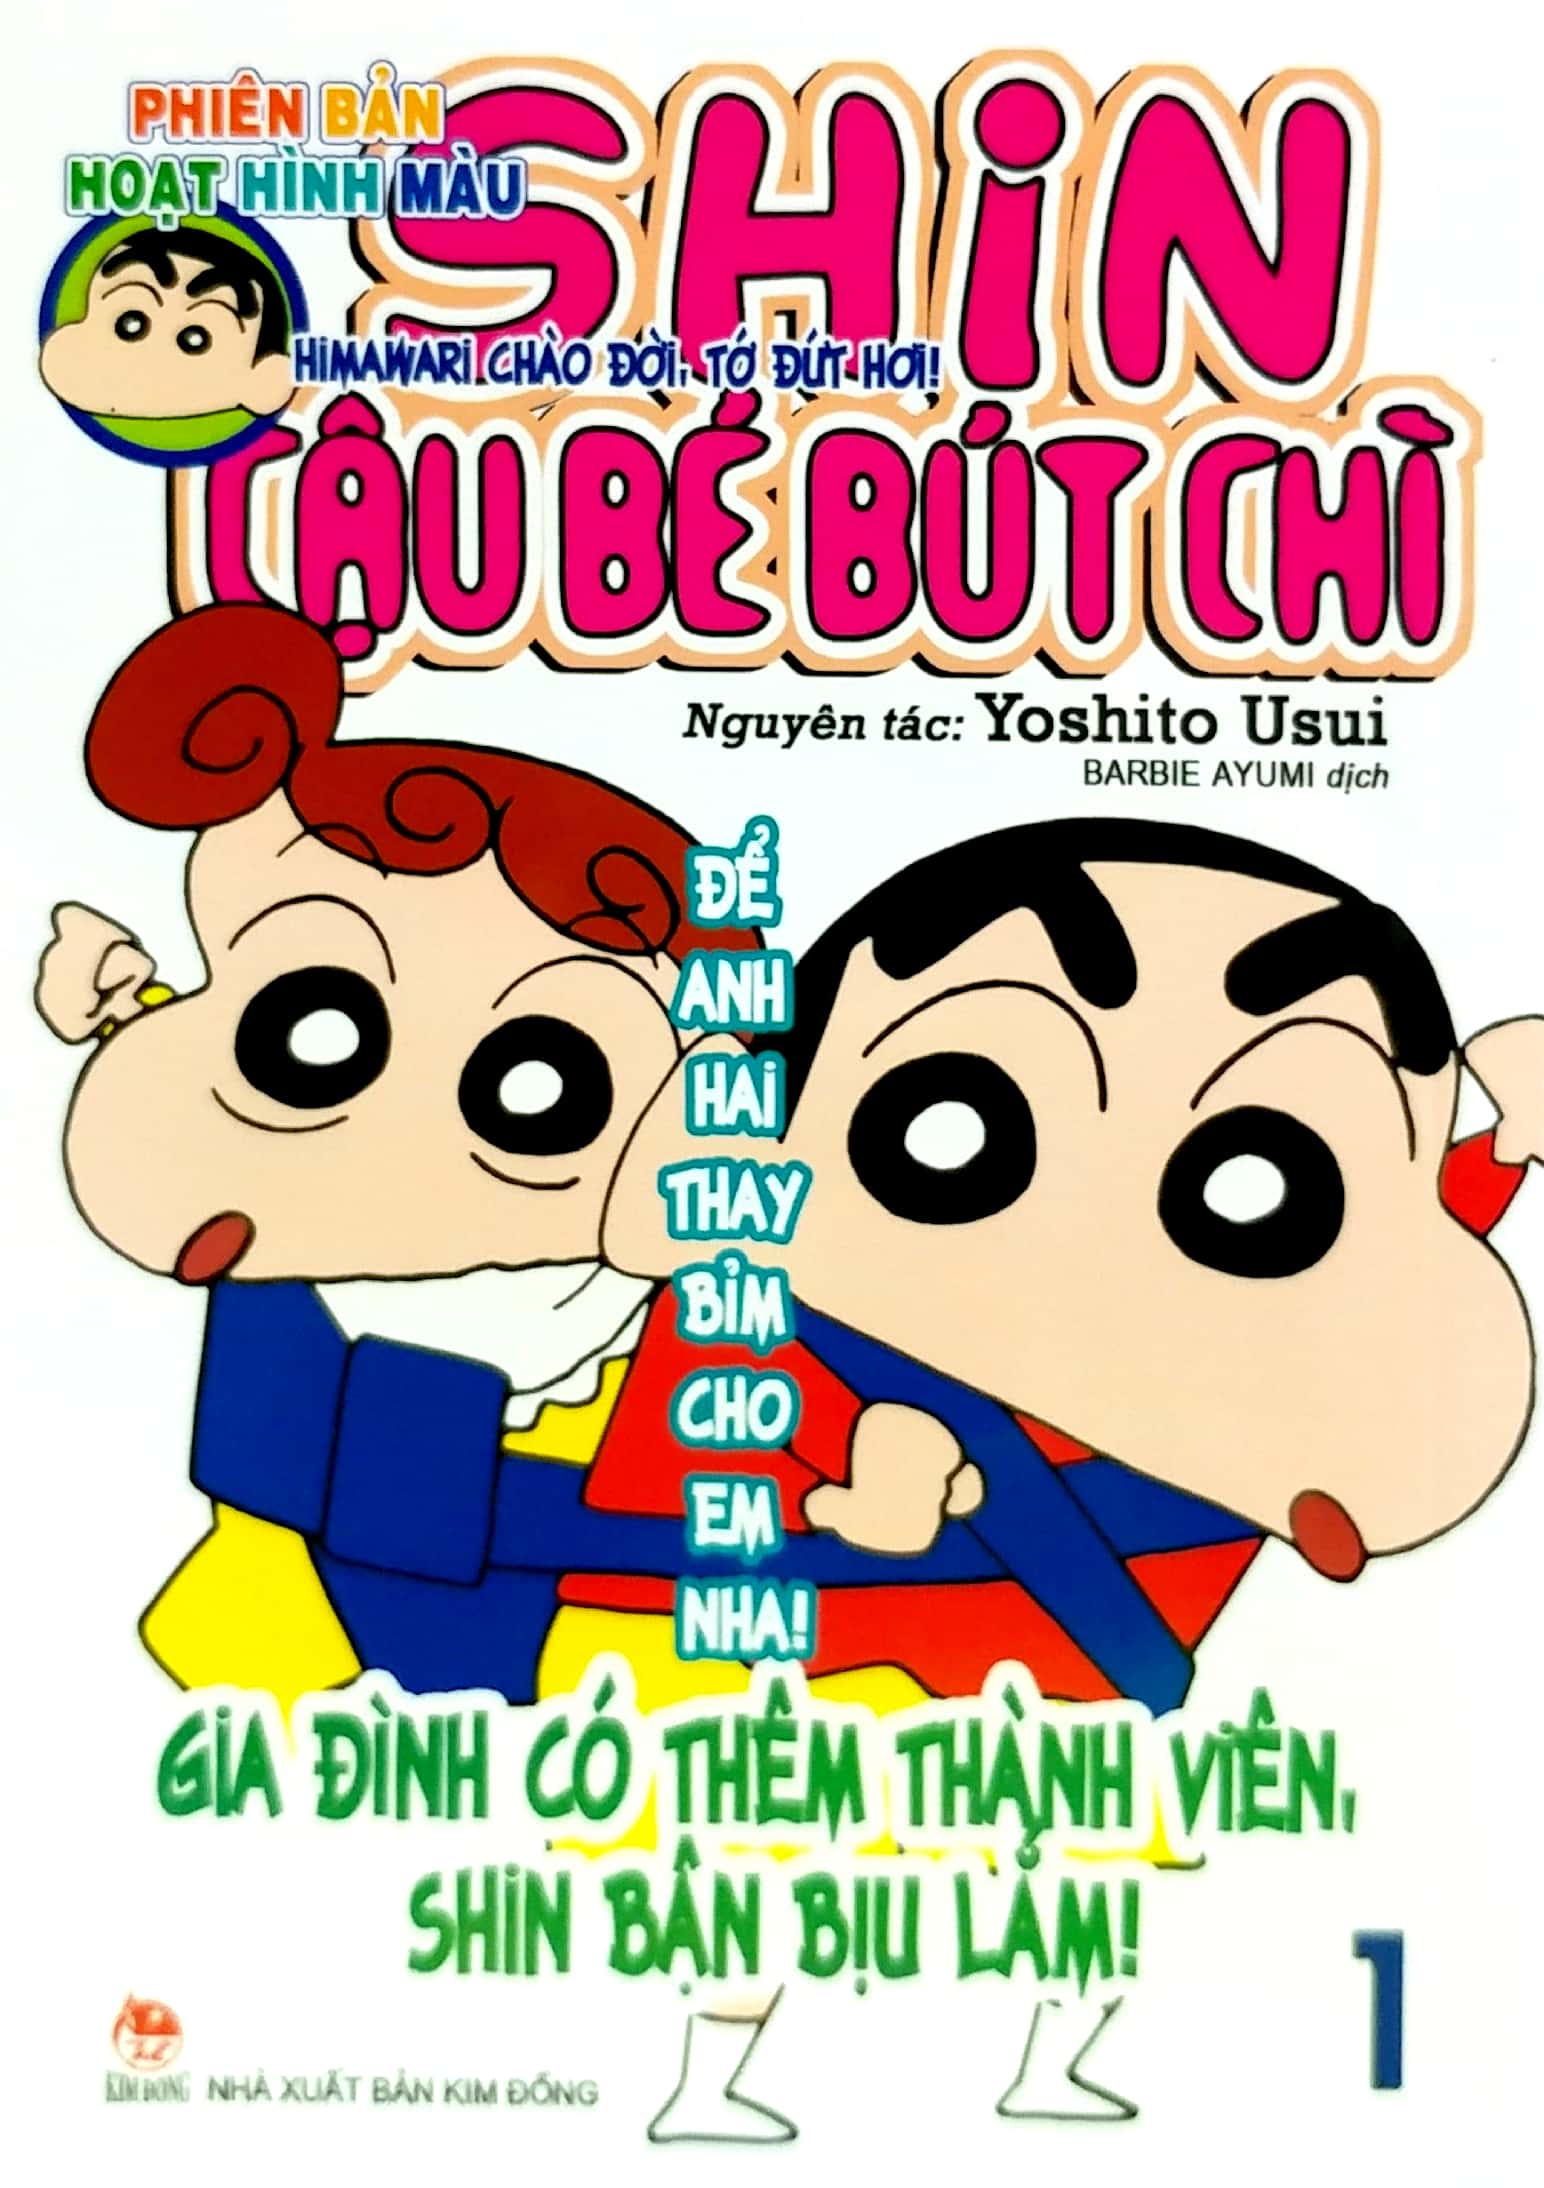 PHIÊN BẢN
HOẠT HÌNH MÀU
SHiN
HiMAWARi CHÀO ĐỜi, TỚ ĐỨT HƠi!
CẬU BÉ BÚT CHÌ
Nguyên tác: Yoshito Usui
BARBIE AYUMI dịch
ĐỂ
ANH
HAi
THAY
BỈM
CHO
EM
NHA!
GiA ĐÌNH CÓ THÊM THÀNH ViÊN,
SHiN BẬN BỊU LẮM!
1
KIM ĐỒNG
NHÀ XUẤT BẢN KIM ĐỒNG